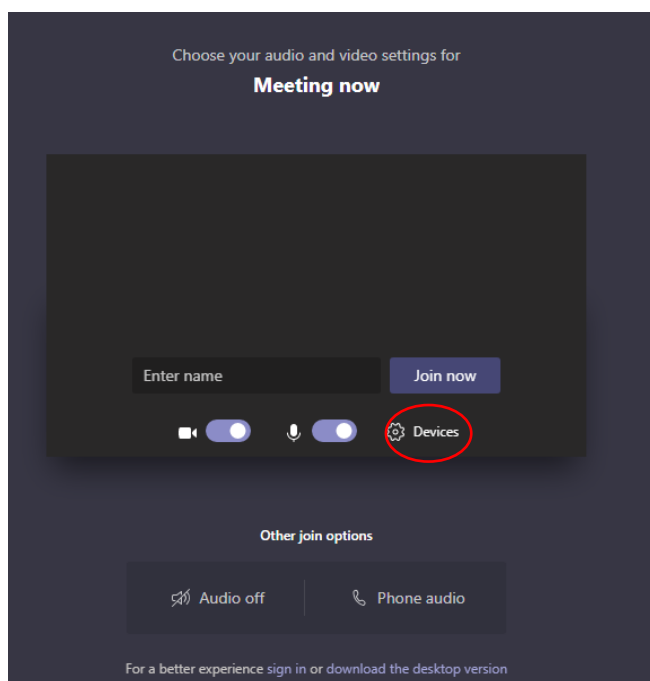 Choose your audio and video settings for
Meeting now
Enter name
Join now
Devices
Other join options
Audio off
Phone audio
For a better experience sign in or download the desktop version